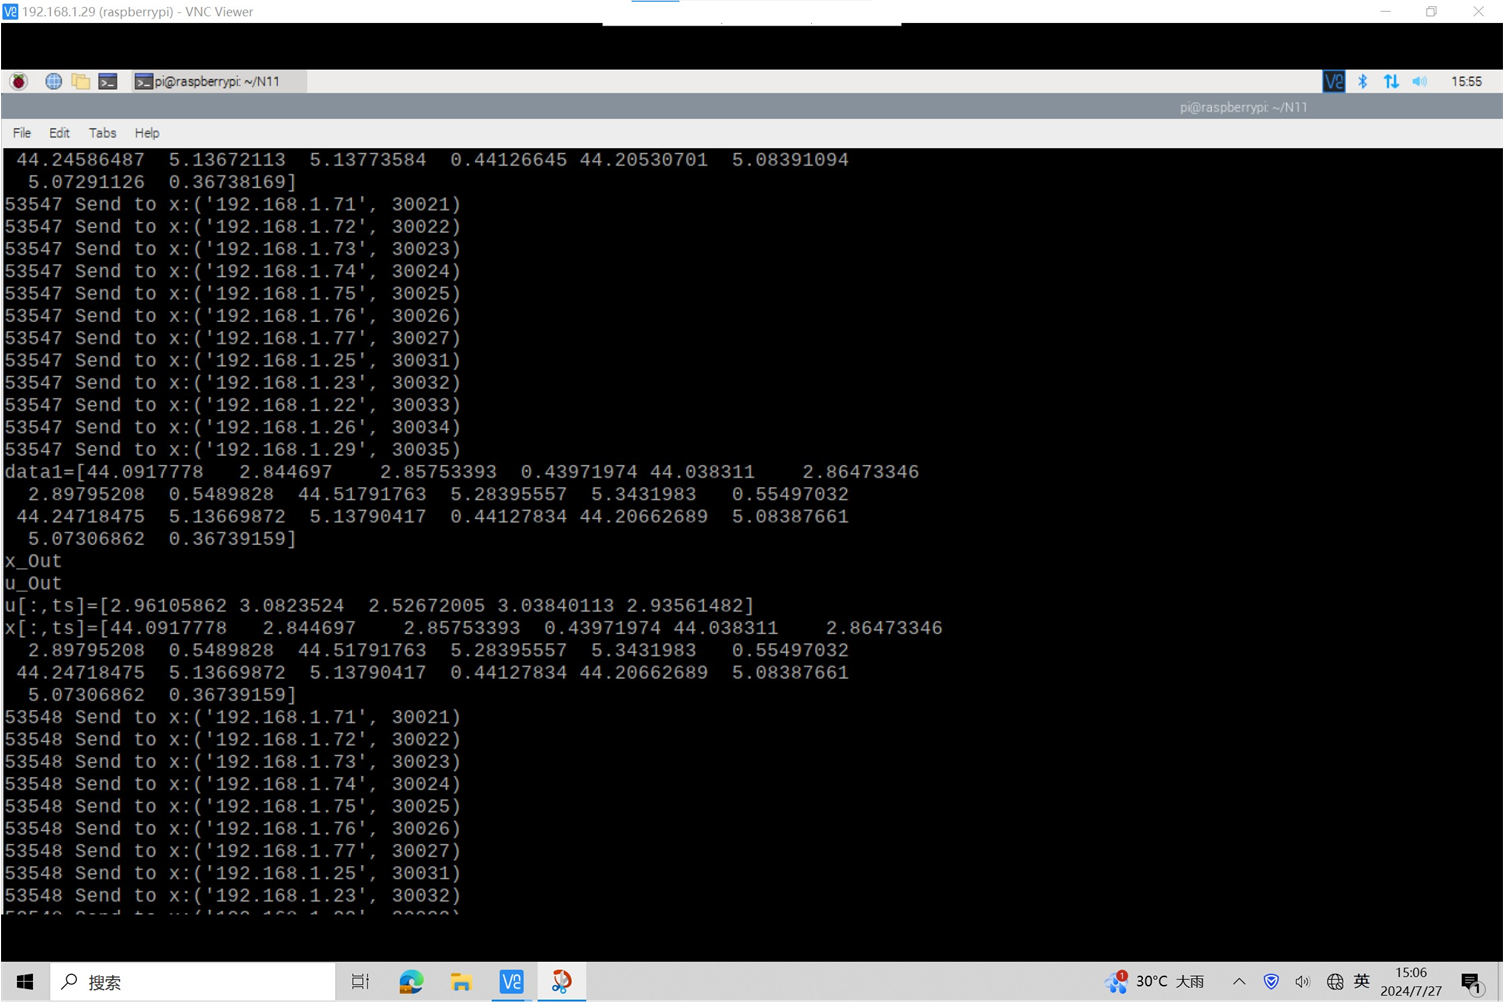 192.168.1.29 (raspberrypi) - VNC Viewer
pi@raspberrypi: ~/N11
15:55
pi@raspberrypi: ~/N11
File Edit Tabs Help
44.24586487 5.13672113 5.13773584 0.44126645 44.20530701 5.08391094
5.07291126 0.36738169]
53547 Send to x:('192.168.1.71', 30021)
53547 Send to x:('192.168.1.72', 30022)
53547 Send to x:('192.168.1.73', 30023)
53547 Send to x:('192.168.1.74', 30024)
53547 Send to x:('192.168.1.75', 30025)
53547 Send to x:('192.168.1.76', 30026)
53547 Send to x:('192.168.1.77', 30027)
53547 Send to x:('192.168.1.25', 30031)
53547 Send to x:('192.168.1.23', 30032)
53547 Send to x:('192.168.1.22', 30033)
53547 Send to x:('192.168.1.26', 30034)
53547 Send to x:('192.168.1.29', 30035)
data1=[44.0917778 2.844697 2.85753393 0.43971974 44.038311 2.86473346
2.89795208 0.5489828 44.51791763 5.28395557 5.3431983 0.55497032
44.24718475 5.13669872 5.13790417 0.44127834 44.20662689 5.08387661
5.07306862 0.36739159]
x_Out
u_Out
u[:,ts]=[2.96105862 3.0823524 2.52672005 3.03840113 2.93561482]
x[:,ts]=[44.0917778 2.844697 2.85753393 0.43971974 44.038311 2.86473346
2.89795208 0.5489828 44.51791763 5.28395557 5.3431983 0.55497032
44.24718475 5.13669872 5.13790417 0.44127834 44.20662689 5.08387661
5.07306862 0.36739159]
53548 Send to x:('192.168.1.71', 30021)
53548 Send to x:('192.168.1.72', 30022)
53548 Send to x:('192.168.1.73', 30023)
53548 Send to x:('192.168.1.74', 30024)
53548 Send to x:('192.168.1.75', 30025)
53548 Send to x:('192.168.1.76', 30026)
53548 Send to x:('192.168.1.77', 30027)
53548 Send to x:('192.168.1.25', 30031)
53548 Send to x:('192.168.1.23', 30032)
搜索
1
30°C 大雨
英
15:06
2024/7/27
1